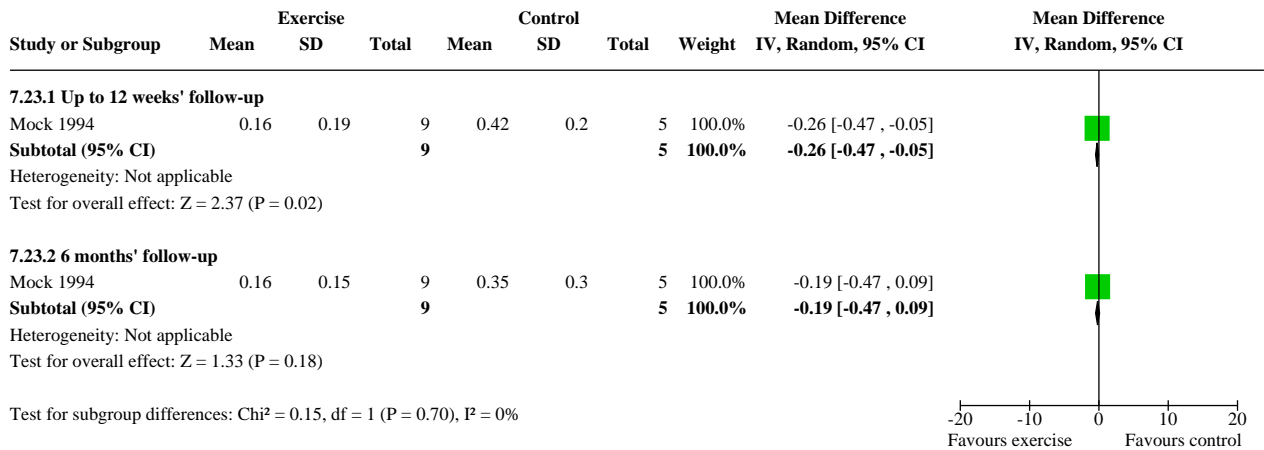 Exercise Control Mean Difference Mean Difference
Study or Subgroup Mean SD Total Mean SD Total Weight IV, Random, 95% CI IV, Random, 95% CI
7.23.1 Up to 12 weeks' follow-up
Mock 1994 0.16 0.19 9 0.42 0.2 5 100.0% -0.26 [-0.47 , -0.05]
Subtotal (95% CI) 9 5 100.0% -0.26 [-0.47 , -0.05]
Heterogeneity: Not applicable
Test for overall effect: Z = 2.37 (P = 0.02)
7.23.2 6 months' follow-up
Mock 1994 0.16 0.15 9 0.35 0.3 5 100.0% -0.19 [-0.47 , 0.09]
Subtotal (95% CI) 9 5 100.0% -0.19 [-0.47 , 0.09]
Heterogeneity: Not applicable
Test for overall effect: Z = 1.33 (P = 0.18)
Test for subgroup differences: Chi² = 0.15, df = 1 (P = 0.70), I² = 0%
-20 -10 0 10 20
Favours exercise Favours control